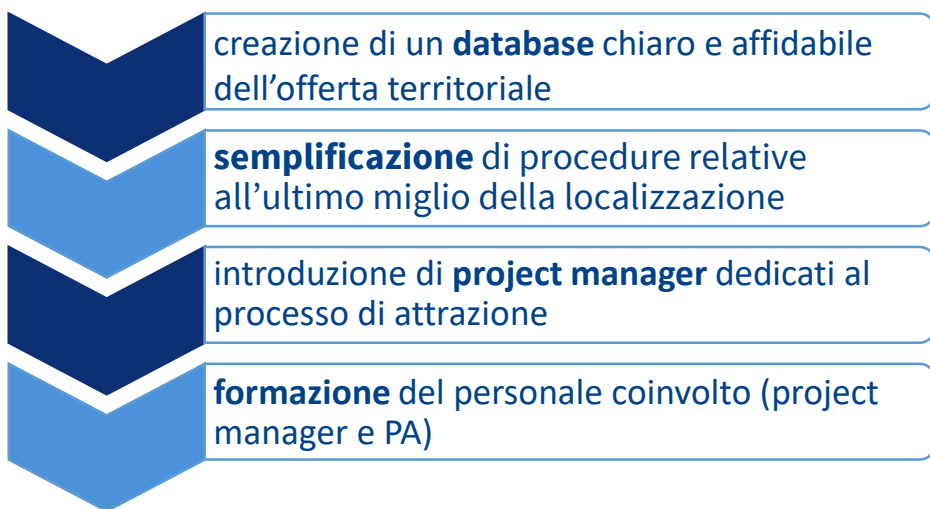 creazione di un database chiaro e affidabile
dell’offerta territoriale
semplificazione di procedure relative
all’ultimo miglio della localizzazione
introduzione di project manager dedicati al
processo di attrazione
formazione del personale coinvolto (project
manager e PA)